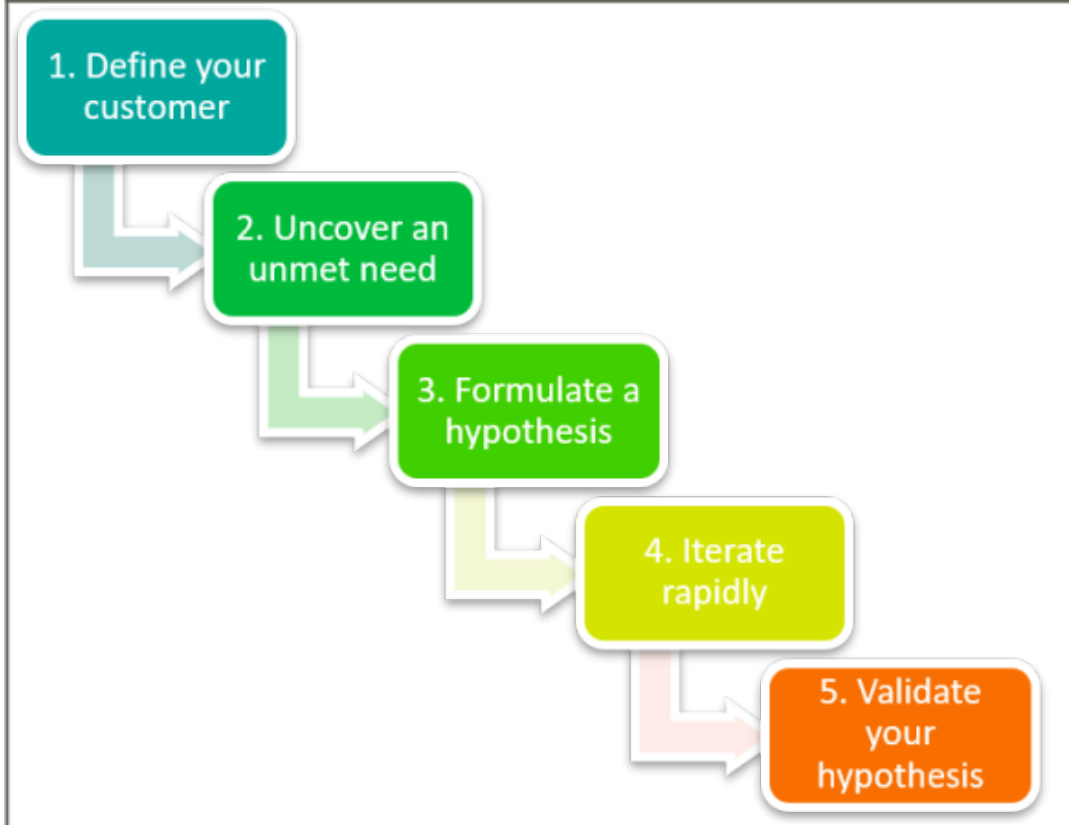 1. Define your
customer
2. Uncover an
unmet need
3. Formulate a
hypothesis
4. Iterate
rapidly
5. Validate
your
hypothesis